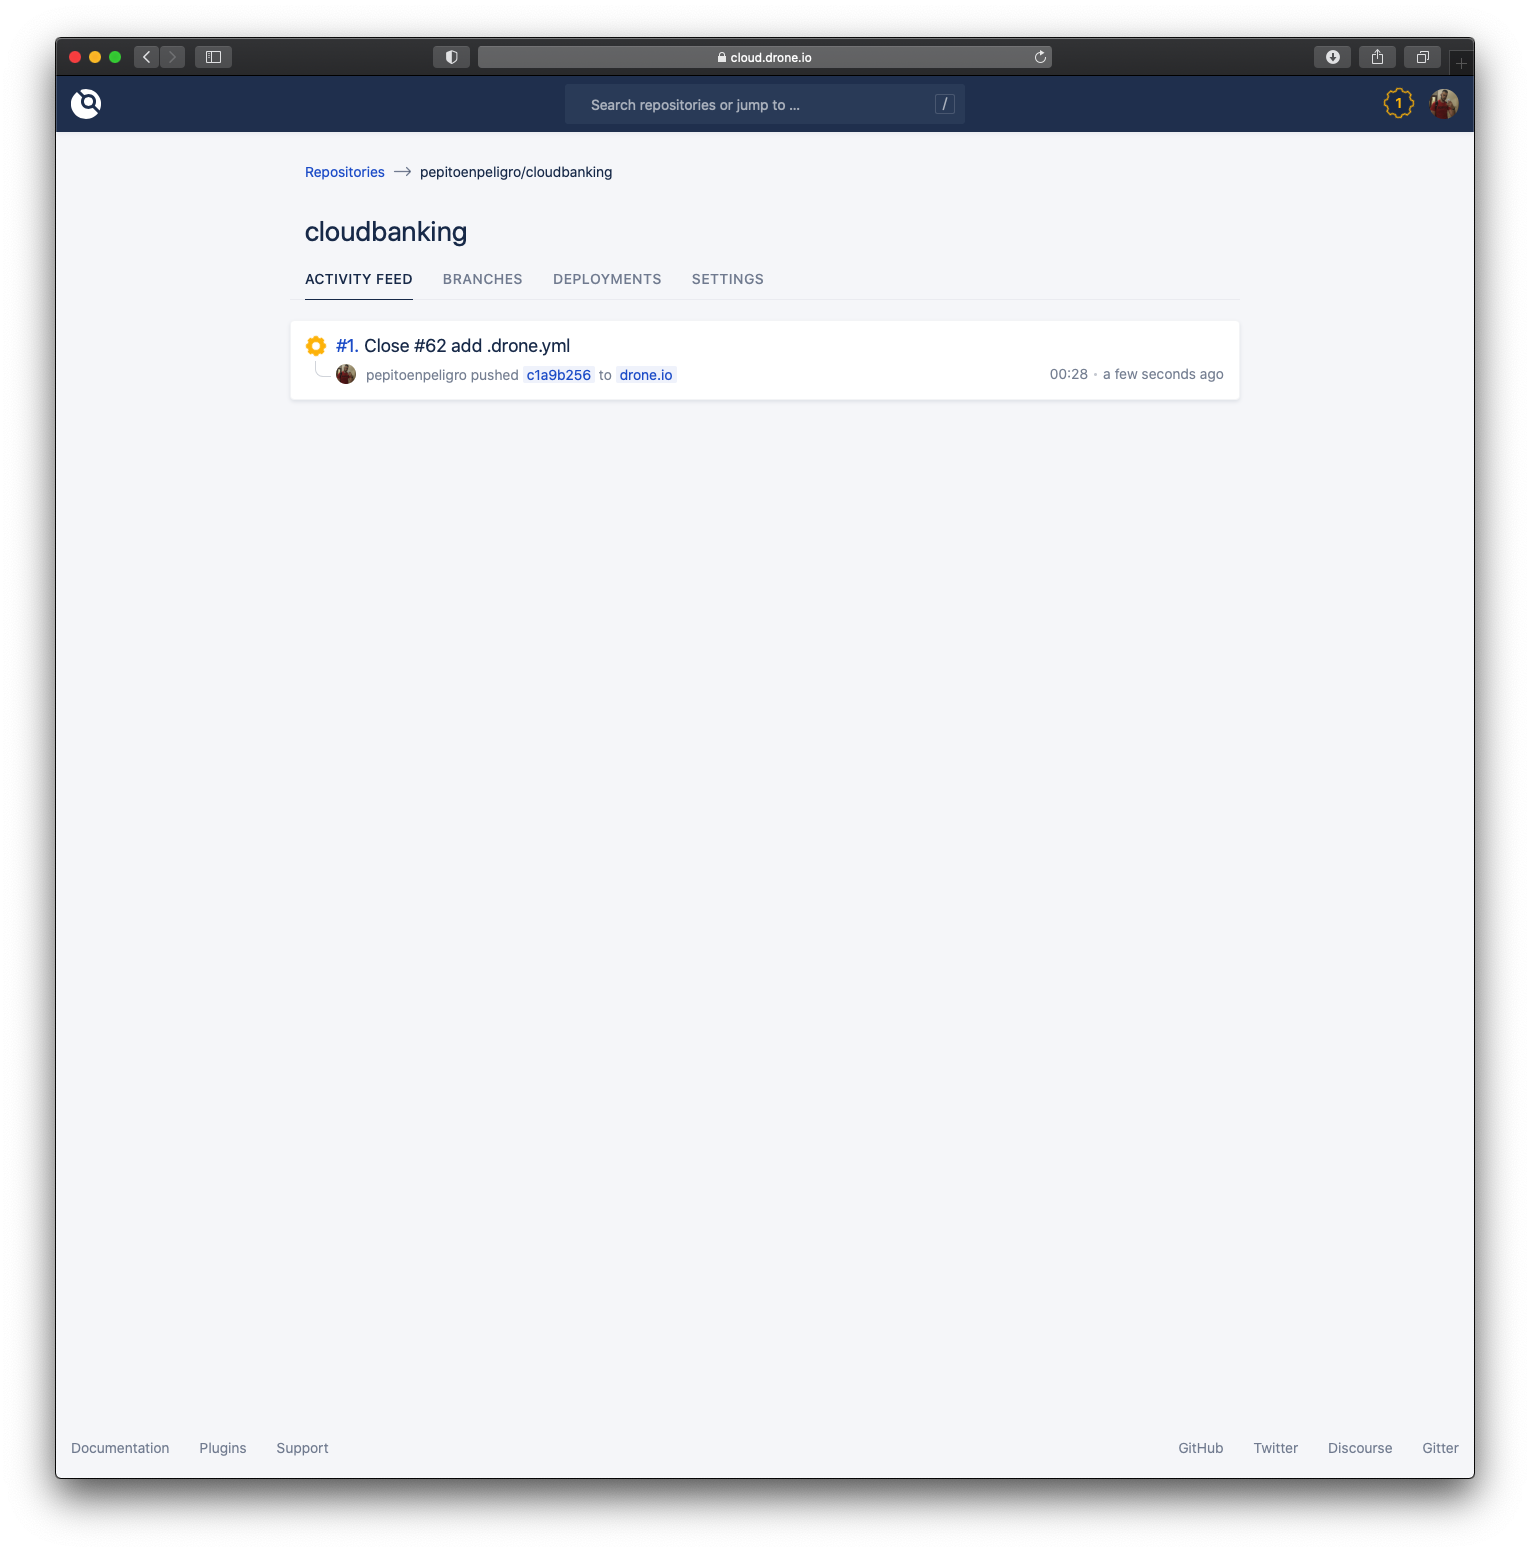 cloud.drone.io
Search repositories or jump to ... /
1
Repositories → pepitoenpeligro/cloudbanking
cloudbanking
ACTIVITY FEED BRANCHES DEPLOYMENTS SETTINGS
#1. Close #62 add .drone.yml
pepitoenpeligro pushed c1a9b256 to drone.io 00:28 • a few seconds ago
Documentation Plugins Support GitHub Twitter Discourse Gitter